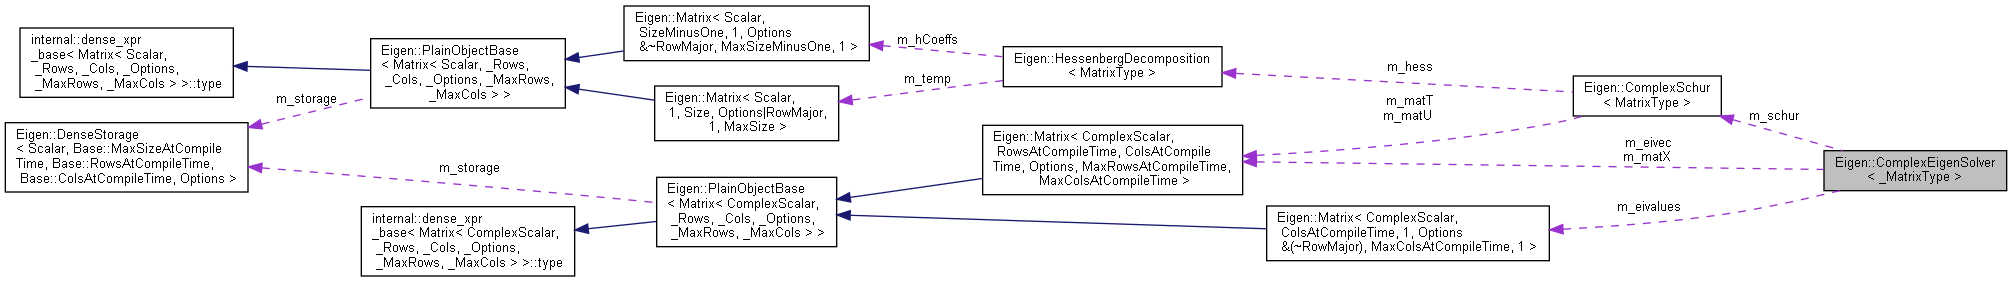 internal::dense_xpr
_base< Matrix< Scalar,
_Rows, _Cols, _Options,
_MaxRows, _MaxCols > >::type
Eigen::DenseStorage
< Scalar, Base::MaxSizeAtCompile
Time, Base::RowsAtCompileTime,
Base::ColsAtCompileTime, Options >
m_storage
Eigen::PlainObjectBase
< Matrix< Scalar, _Rows,
_Cols, _Options, _MaxRows,
_MaxCols > >
m_storage
internal::dense_xpr
_base< Matrix< ComplexScalar,
_Rows, _Cols, _Options,
_MaxRows, _MaxCols > >::type
Eigen::Matrix< Scalar,
SizeMinusOne, 1, Options
&~RowMajor, MaxSizeMinusOne, 1 >
Eigen::Matrix< Scalar,
1, Size, Options|RowMajor,
1, MaxSize >
Eigen::PlainObjectBase
< Matrix< ComplexScalar,
_Rows, _Cols, _Options,
_MaxRows, _MaxCols > >
m_hCoeffs
m_temp
Eigen::HessenbergDecomposition
< MatrixType >
Eigen::Matrix< ComplexScalar,
RowsAtCompileTime, ColsAtCompile
Time, Options, MaxRowsAtCompileTime,
MaxColsAtCompileTime >
Eigen::Matrix< ComplexScalar,
ColsAtCompileTime, 1, Options
&(~RowMajor), MaxColsAtCompileTime, 1 >
m_hess
m_matT
m_matU
Eigen::ComplexSchur
< MatrixType >
m_schur
m_eivec
m_matX
m_eivalues
Eigen::ComplexEigenSolver
< _MatrixType >